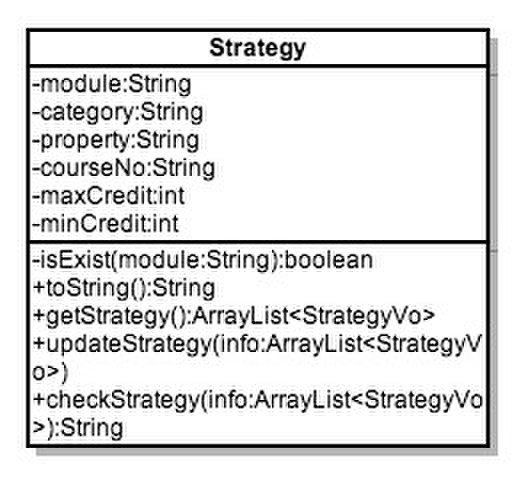 Strategy
-module:String
-category:String
-property:String
-courseNo:String
-maxCredit:int
-minCredit:int
-isExist(module:String):boolean
+toString():String
+getStrategy():ArrayList<StrategyVo>
+updateStrategy(info:ArrayList<StrategyV
o>)
+checkStrategy(info:ArrayList<StrategyVo
>):String